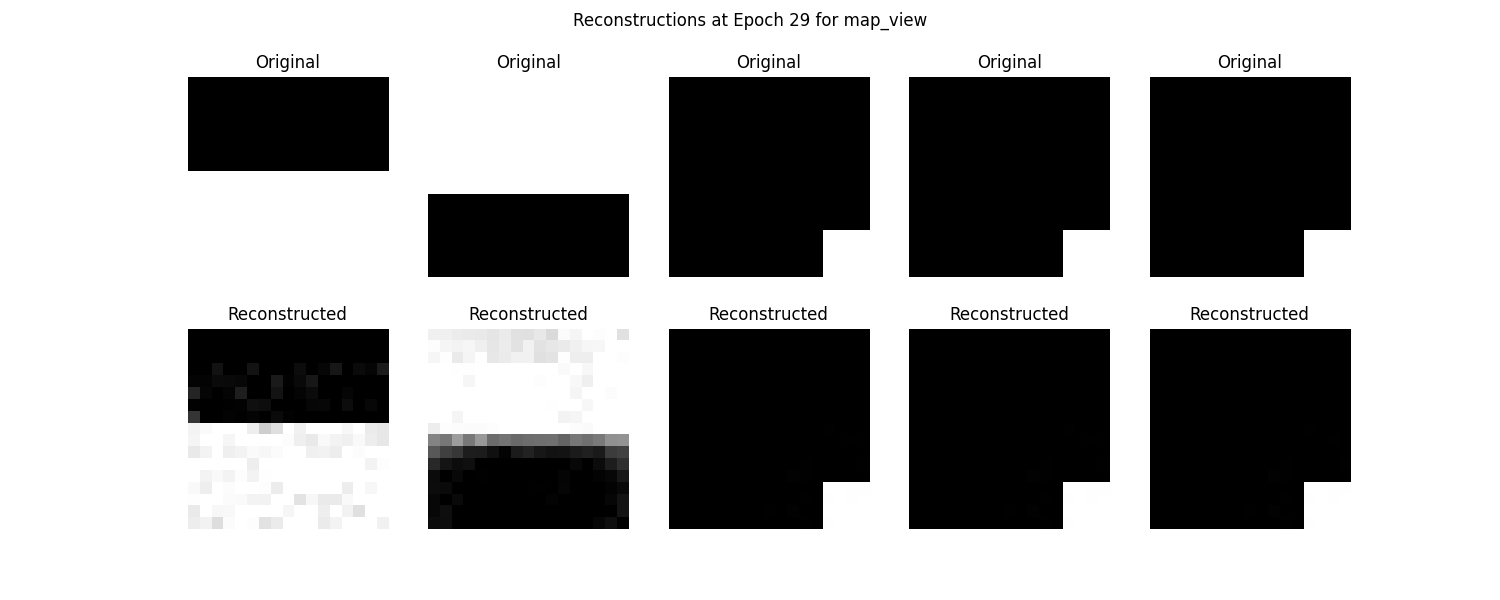 Reconstructions at Epoch 29 for map_view
Original Original Original Original Original
Reconstructed Reconstructed Reconstructed Reconstructed Reconstructed